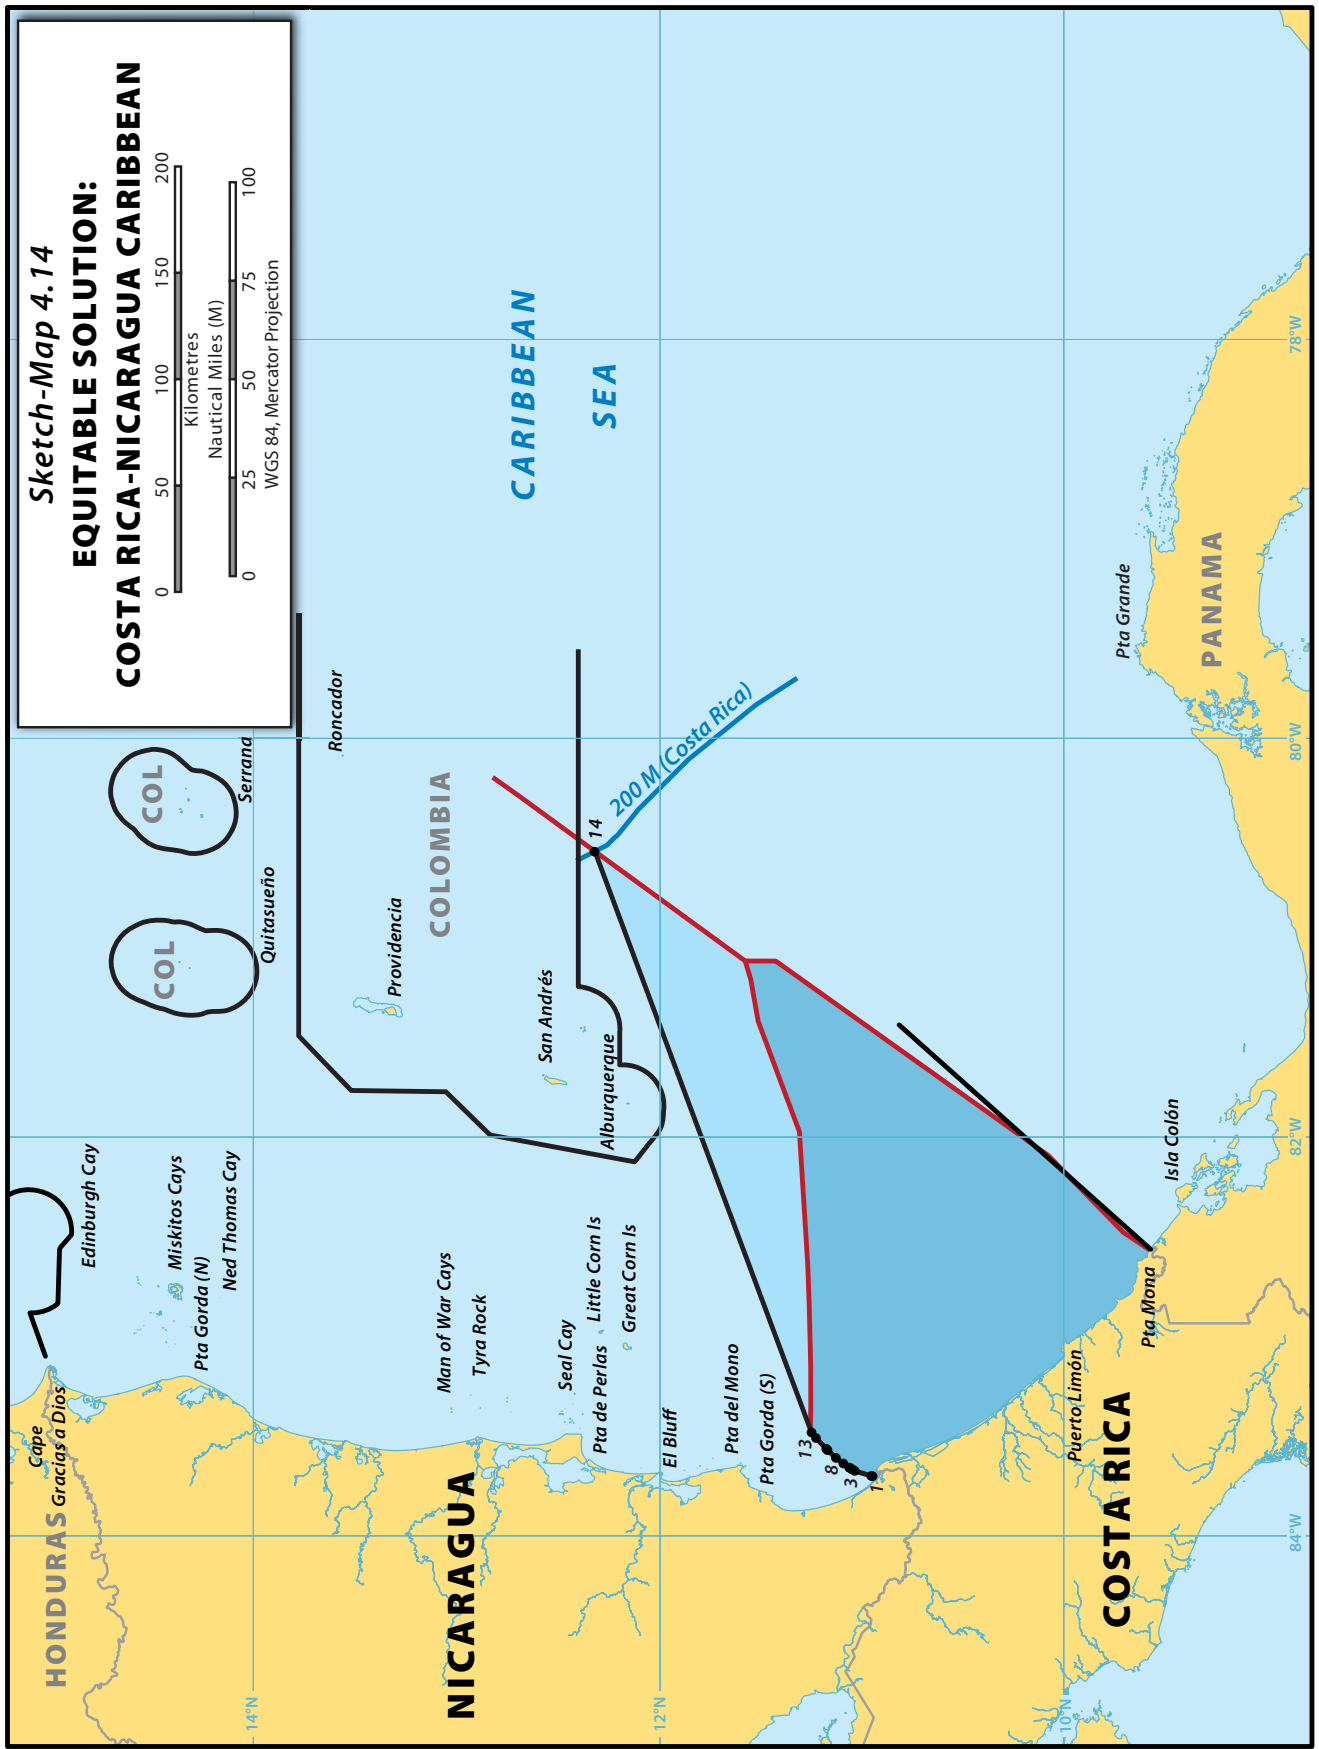 Sketch-Map 4.14
EQUITABLE SOLUTION:
COSTA RICA-NICARAGUA CARIBBEAN
0 50 100 150 200
Kilometres
Nautical Miles (M)
0 25 50 75 100
WGS 84, Mercator Projection
HONDURAS
Cape
Gracias a Dios
Edinburgh Cay
Miskitos Cays
Pta Gorda (N)
Ned Thomas Cay
14°N
COL
Quitasueño
COL
Serrana
Roncador
Providencia
COLOMBIA
NICARAGUA
Man of War Cays
Tyra Rock
San Andrés
CARIBBEAN
SEA
Seal Cay
Pta de Perlas
Little Corn Is
Great Corn Is
Alburquerque
14
200 M (Costa Rica)
12°N
El Bluff
Pta del Mono
Pta Gorda (S)
13
8
3
1
10°N
Puerto Limón
COSTA RICA
Pta Mona
Isla Colón
Pta Grande
PANAMA
84°W
82°W
80°W
78°W